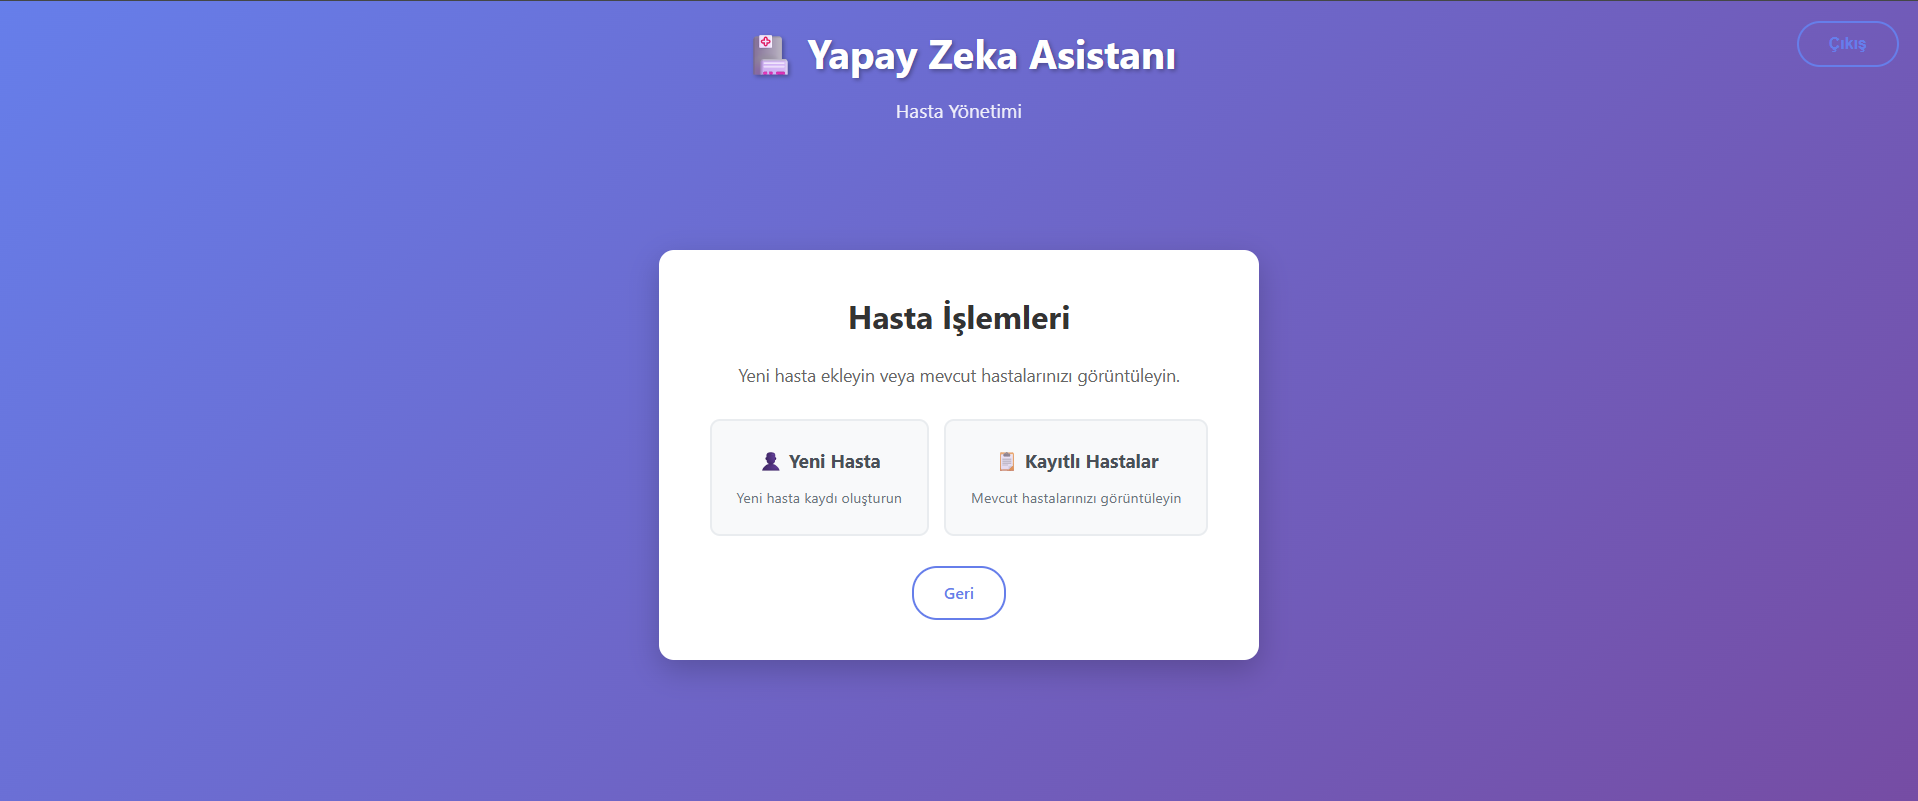 Yapay Zeka Asistanı
Çıkış
Hasta Yönetimi
Hasta İşlemleri
Yeni hasta ekleyin veya mevcut hastalarınızı görüntüleyin.
Yeni Hasta
Yeni hasta kaydı oluşturun
Kayıtlı Hastalar
Mevcut hastalarınızı görüntüleyin
Geri